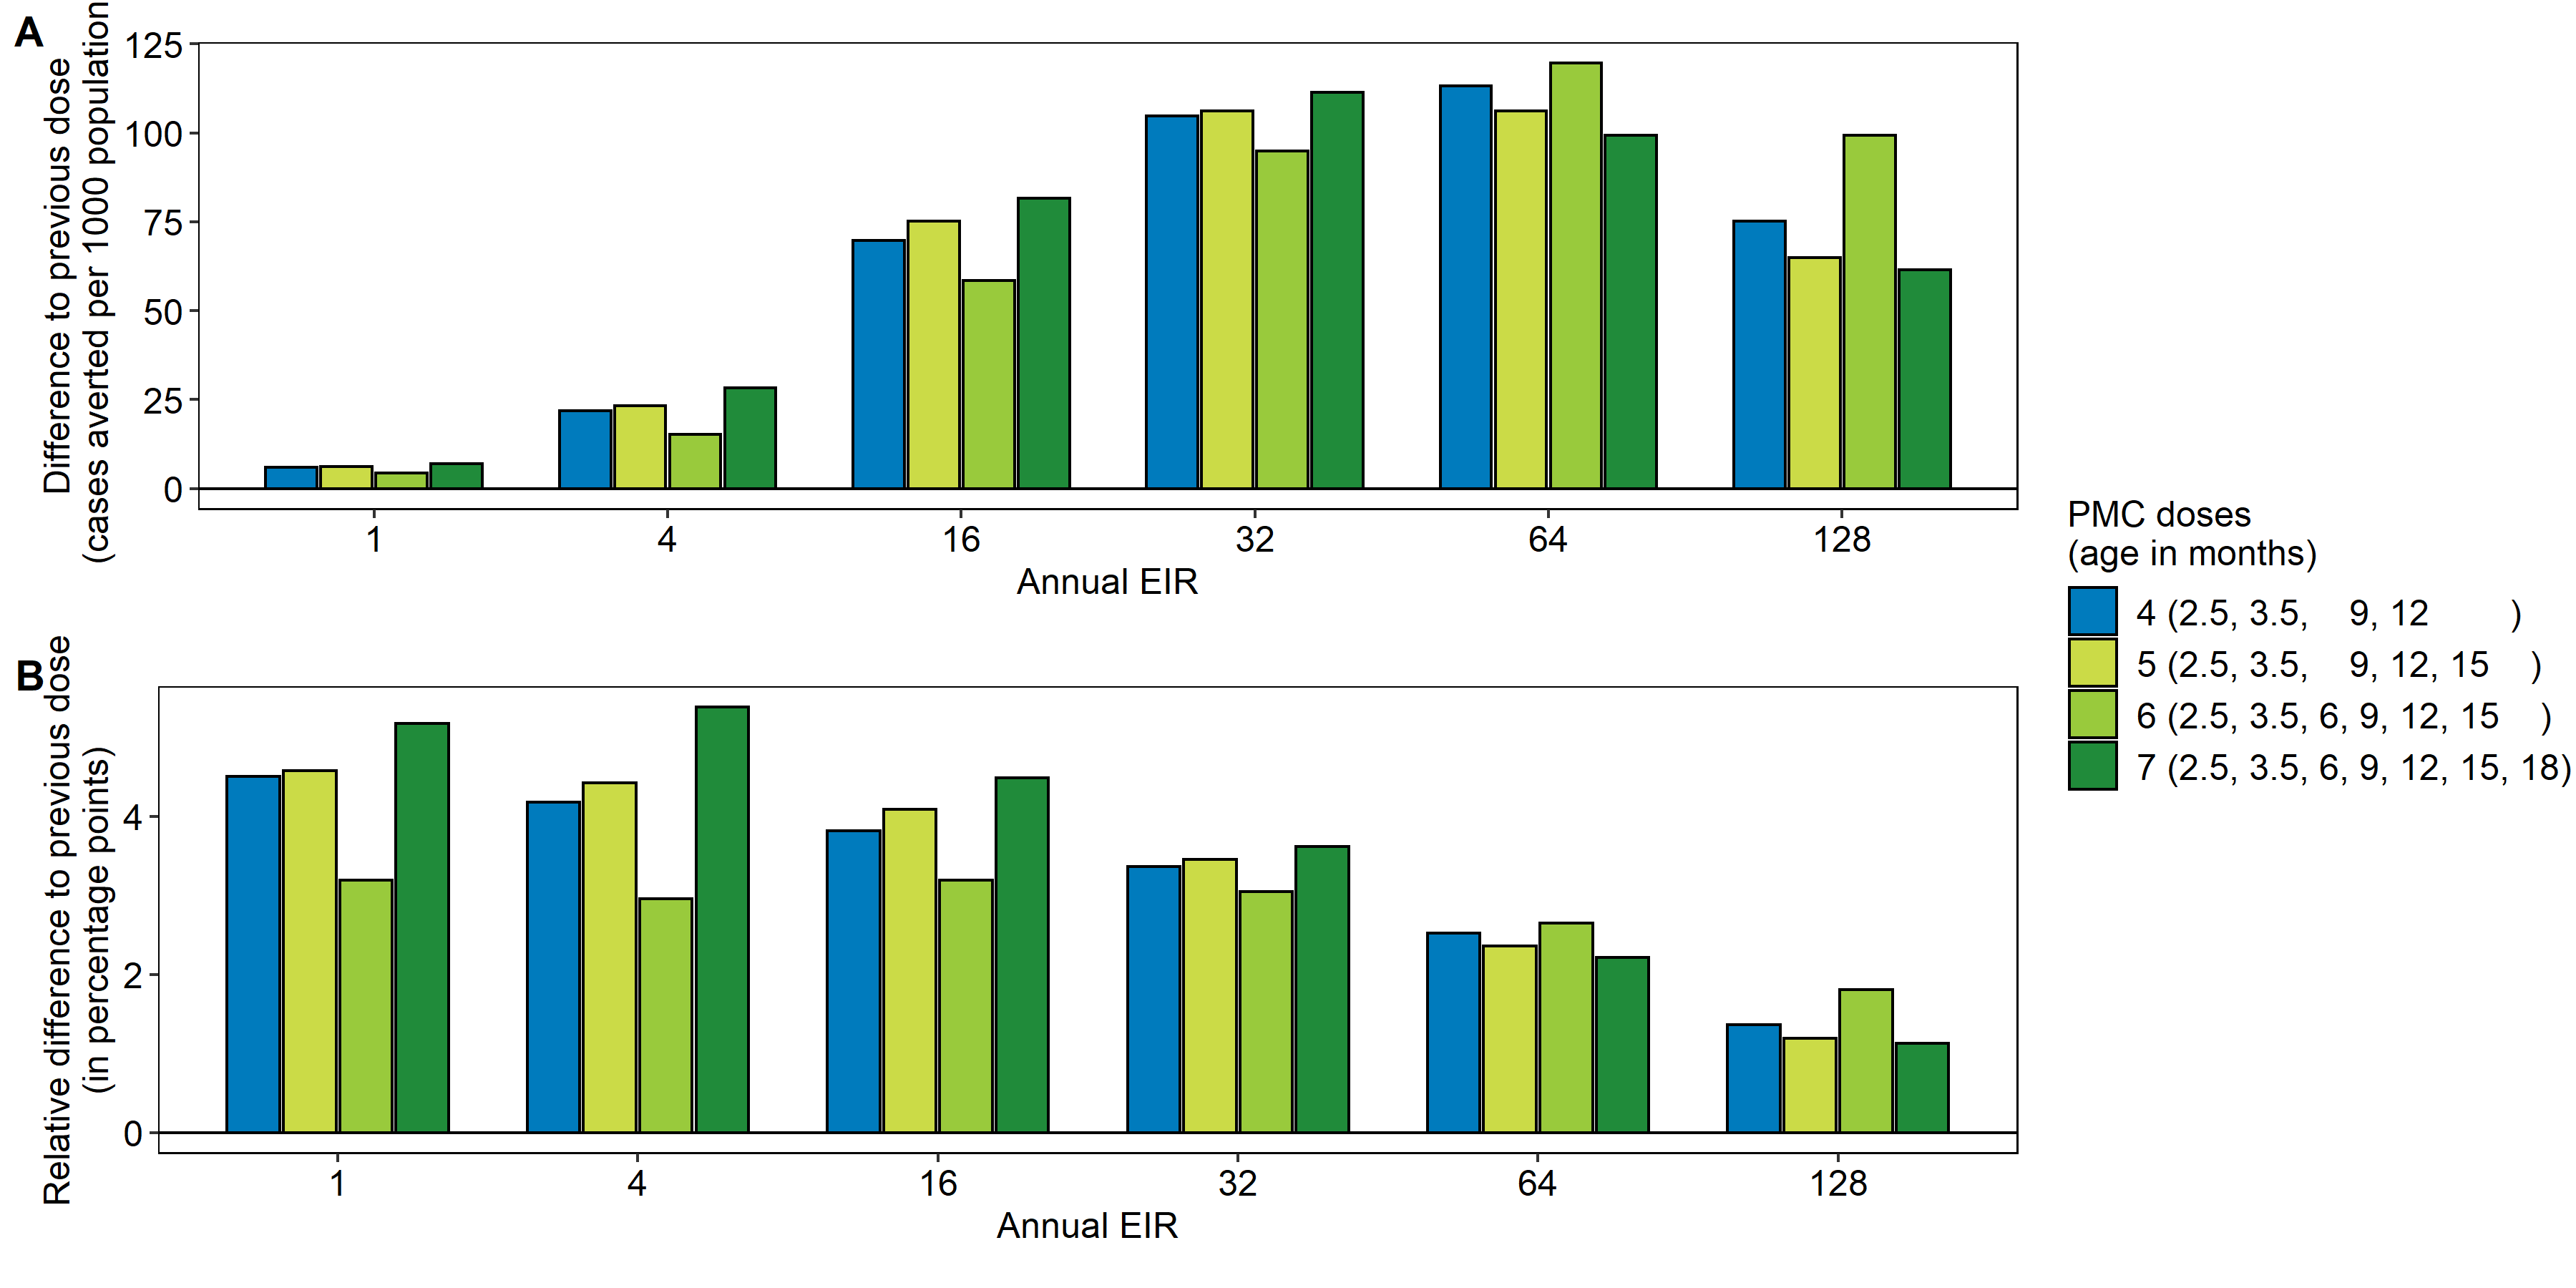 A
Difference to previous dose
(cases averted per 1000 population
125
100
75
50
25
0
1 4 16 32 64 128
Annual EIR
B
Relative difference to previous dose
(in percentage points)
4
2
0
1 4 16 32 64 128
Annual EIR
PMC doses
(age in months)
4 (2.5, 3.5, 9, 12 )
5 (2.5, 3.5, 9, 12, 15 )
6 (2.5, 3.5, 6, 9, 12, 15 )
7 (2.5, 3.5, 6, 9, 12, 15, 18)